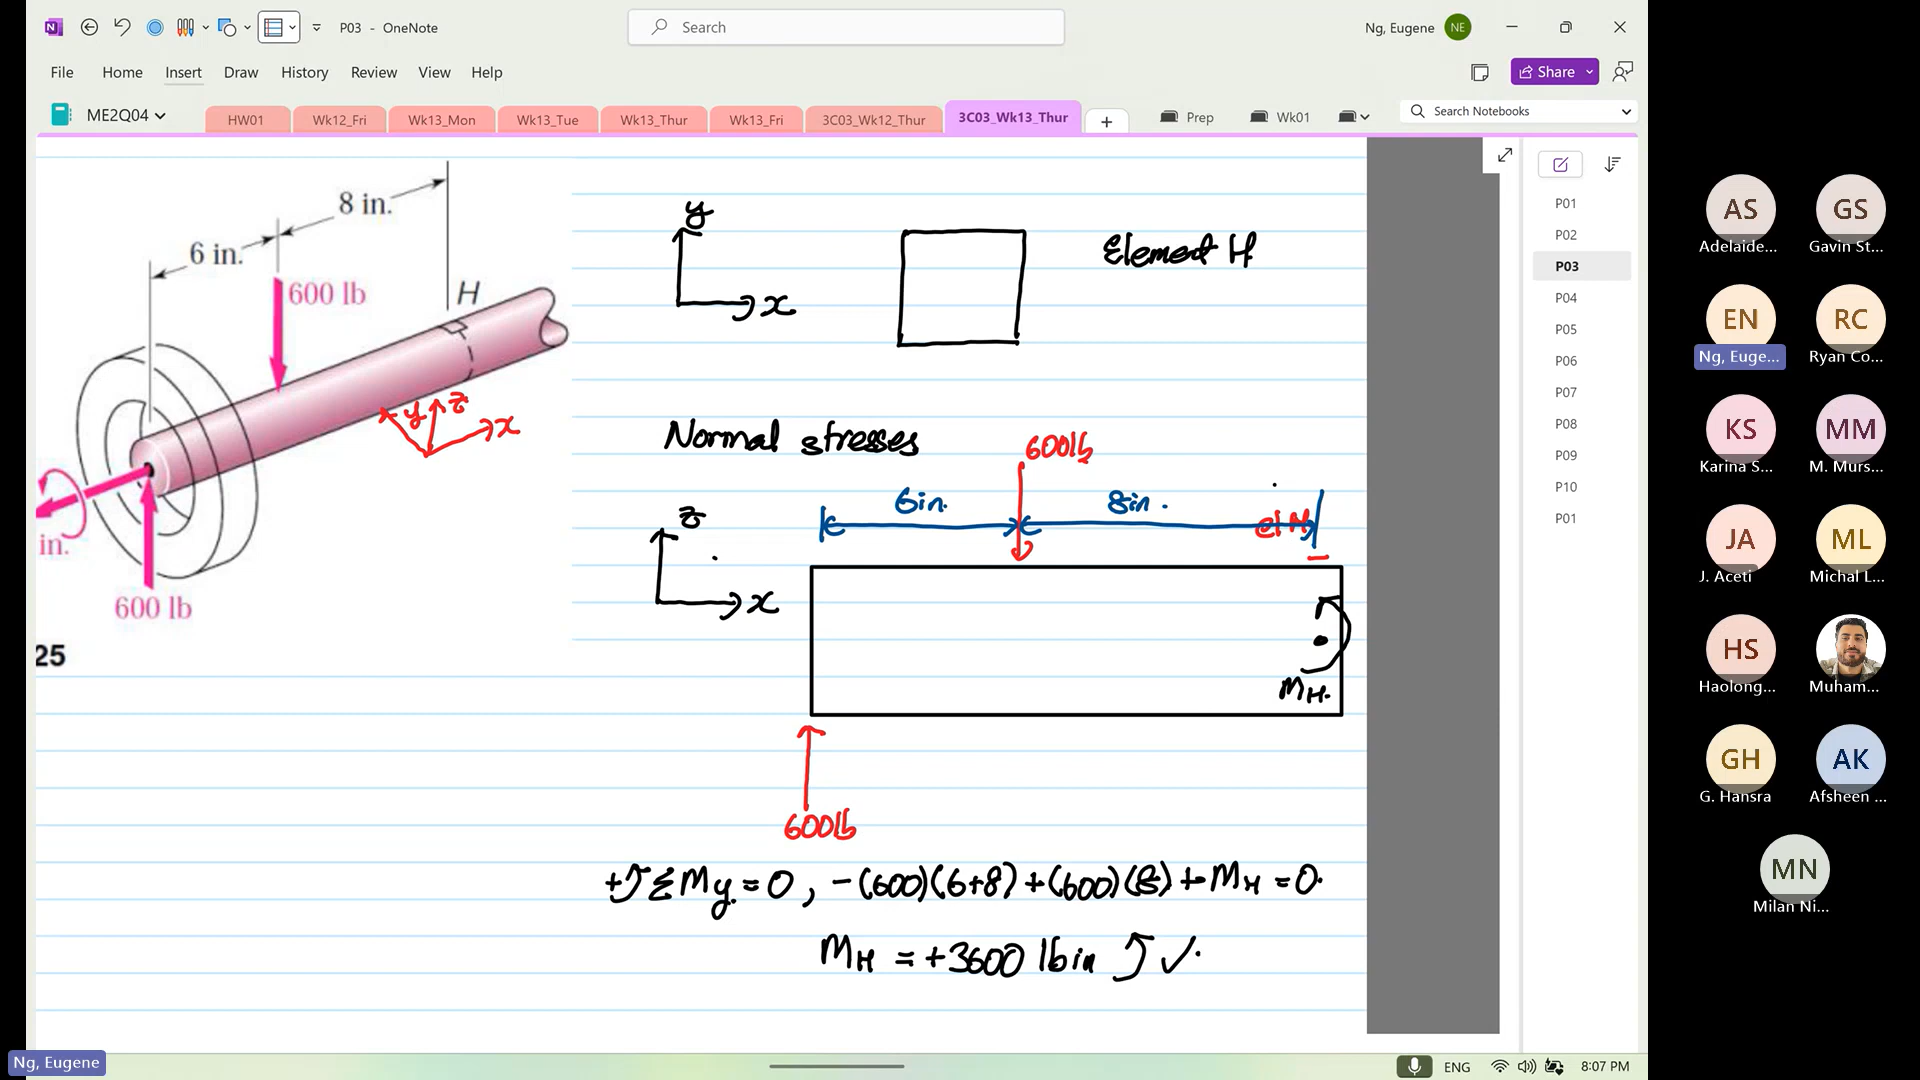 P03 - OneNote
Search
Ng, Eugene
NE
File Home Insert Draw History Review View Help
Share
ME2Q04
HW01 Wk12_Fri Wk13_Mon Wk13_Tue Wk13_Thur Wk13_Fri 3C03_Wk12_Thur 3C03_Wk13_Thur
+
Prep
Wk01
Search Notebooks
8 in.
6 in.
600 lb
H
y z x
in.
600 lb
25
y
x
Element H
Normal stresses
600lb
6in.
8in.
el H
z
x
MH.
600lb
+ΣMy=0, -(600)(6+8)+(600)(8)+MH=0.
MH = +3600 lbin ✓
P01
P02
P03
P04
P05
P06
P07
P08
P09
P10
P01
AS
Adelaide...
GS
Gavin St...
EN
Ng, Euge...
RC
Ryan Co...
KS
Karina S...
MM
M. Murs...
JA
J. Aceti
ML
Michal L...
HS
Haolong...
Muham...
GH
G. Hansra
AK
Afsheen ...
MN
Milan Ni...
Ng, Eugene
ENG
8:07 PM